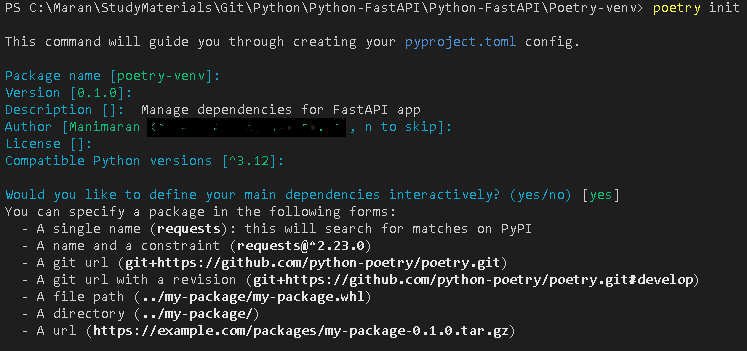 PS C:\Maran\StudyMaterials\Git\Python\Python-FastAPI\Python-FastAPI\Poetry-venv> poetry init
This command will guide you through creating your pyproject.toml config.
Package name [poetry-venv]:
Version [0.1.0]:
Description []:  Manage dependencies for FastAPI app
Author [Manimaran , n to skip]:
License []:
Compatible Python versions [^3.12]:
Would you like to define your main dependencies interactively? (yes/no) [yes]
You can specify a package in the following forms:
  - A single name (requests): this will search for matches on PyPI
  - A name and a constraint (requests@^2.23.0)
  - A git url (git+https://github.com/python-poetry/poetry.git)
  - A git url with a revision (git+https://github.com/python-poetry/poetry.git#develop)
  - A file path (../my-package/my-package.whl)
  - A directory (../my-package/)
  - A url (https://example.com/packages/my-package-0.1.0.tar.gz)